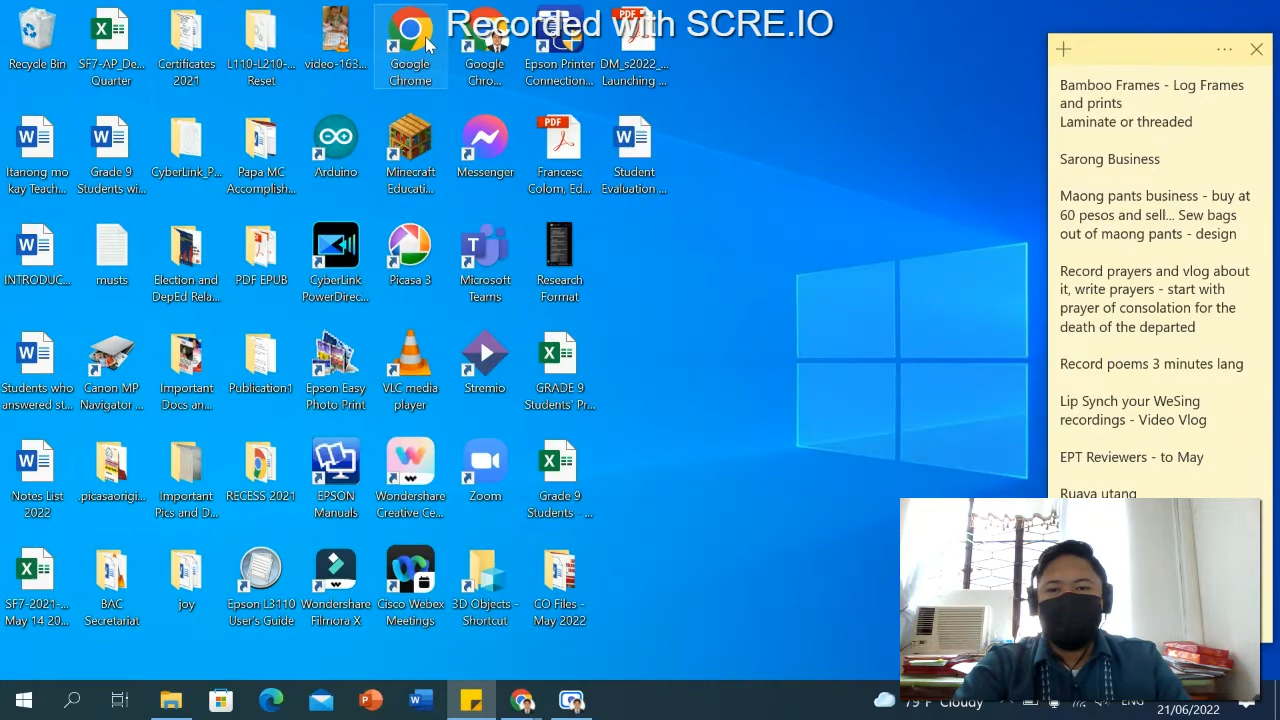 Recorded with SCRE.IO
Recycle Bin
SF7-AP_De...
Quarter
Certificates
2021
L110-L210-...
Reset
video-163...
Google
Chrome
Google
Chro...
Epson Printer
Connection...
PDF
DM_s2022_...
Launching ...
Itanong mo
kay Teach...
Grade 9
Students wi...
CyberLink_P...
Papa MC
Accomplish...
Arduino
Minecraft
Educati...
Messenger
PDF
Francesc
Colom, Ed...
Student
Evaluation ...
INTRODUC...
musts
Election and
DepEd Rela...
PDF EPUB
CyberLink
PowerDirec...
Picasa 3
Microsoft
Teams
Research
Format
Students who
answered st...
Canon MP
Navigator ...
Important
Docs an...
Publication1
Epson Easy
Photo Print
VLC media
player
Stremio
GRADE 9
Students' Pr...
Notes List
2022
.picasaorigi...
Important
Pics and D...
RECESS 2021
EPSON
Manuals
Wondershare
Creative Ce...
Zoom
Grade 9
Students - ...
SF7-2021-...
May 14 20...
BAC
Secretariat
joy
Epson L3110
User's Guide
Wondershare
Filmora X
Cisco Webex
Meetings
3D Objects -
Shortcut
CO Files -
May 2022
Bamboo Frames - Log Frames
and prints
Laminate or threaded
Sarong Business
Maong pants business - buy at
60 pesos and sell... Sew bags
out of maong pants - design
Record prayers and vlog about
it, write prayers - start with
prayer of consolation for the
death of the departed
Record poems 3 minutes lang
Lip Synch your WeSing
recordings - Video Vlog
EPT Reviewers - to May
Ruaya utang
79°F Cloudy
ENG
21/06/2022